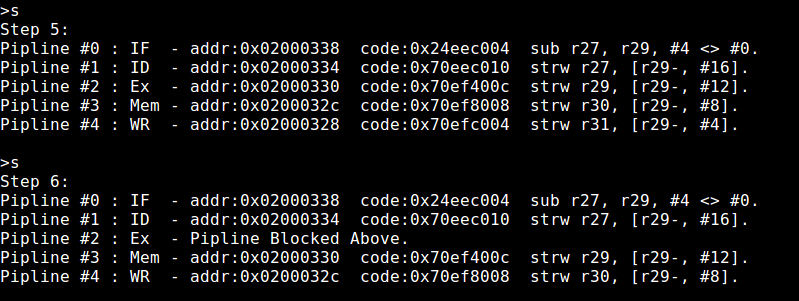 >s
Step 5:
Pipline #0 : IF  - addr:0x02000338  code:0x24eec004  sub r27, r29, #4 <> #0.
Pipline #1 : ID  - addr:0x02000334  code:0x70eec010  strw r27, [r29-, #16].
Pipline #2 : Ex  - addr:0x02000330  code:0x70ef400c  strw r29, [r29-, #12].
Pipline #3 : Mem - addr:0x0200032c  code:0x70ef8008  strw r30, [r29-, #8].
Pipline #4 : WR  - addr:0x02000328  code:0x70efc004  strw r31, [r29-, #4].

>s
Step 6:
Pipline #0 : IF  - addr:0x02000338  code:0x24eec004  sub r27, r29, #4 <> #0.
Pipline #1 : ID  - addr:0x02000334  code:0x70eec010  strw r27, [r29-, #16].
Pipline #2 : Ex  - Pipline Blocked Above.
Pipline #3 : Mem - addr:0x02000330  code:0x70ef400c  strw r29, [r29-, #12].
Pipline #4 : WR  - addr:0x0200032c  code:0x70ef8008  strw r30, [r29-, #8].